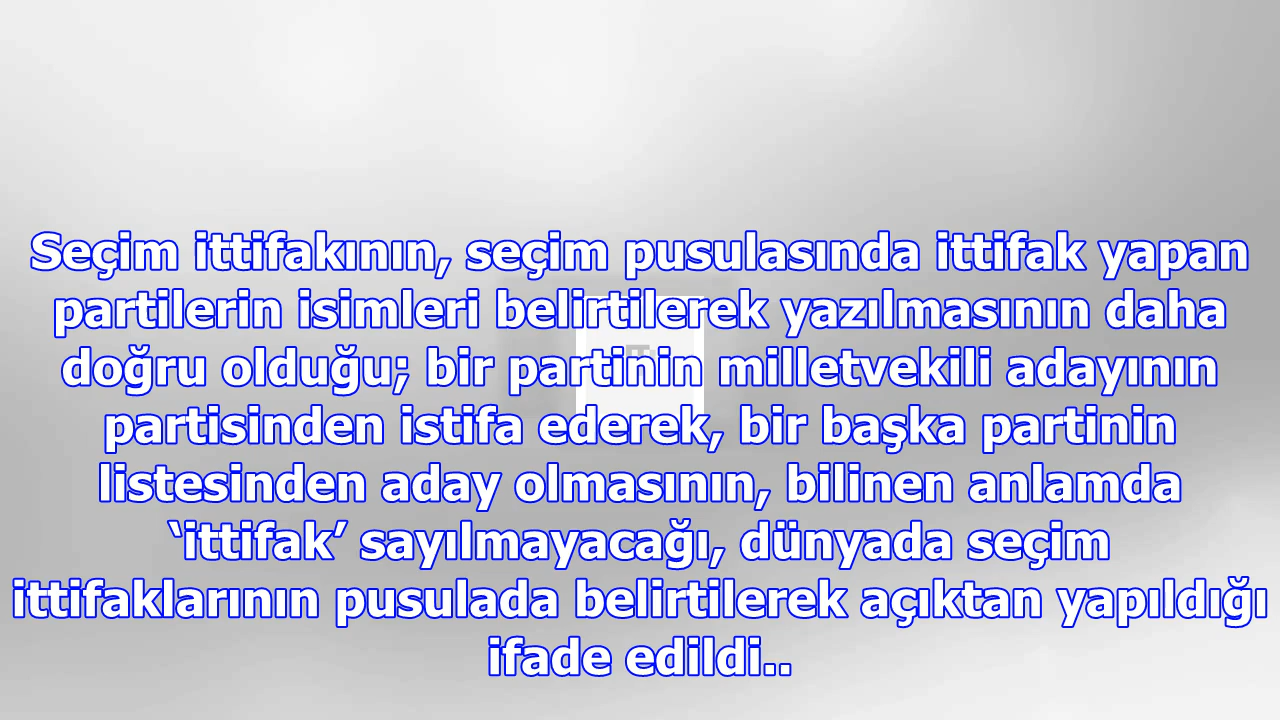 Seçim ittifakının, seçim pusulasında ittifak yapan
partilerin isimleri belirtilerek yazılmasının daha
doğru olduğu; bir partinin milletvekili adayının
partisinden istifa ederek, bir başka partinin
listesinden aday olmasının, bilinen anlamda
‘ittifak’ sayılmayacağı, dünyada seçim
ittifaklarının pusulada belirtilerek açıktan yapıldığı
ifade edildi..